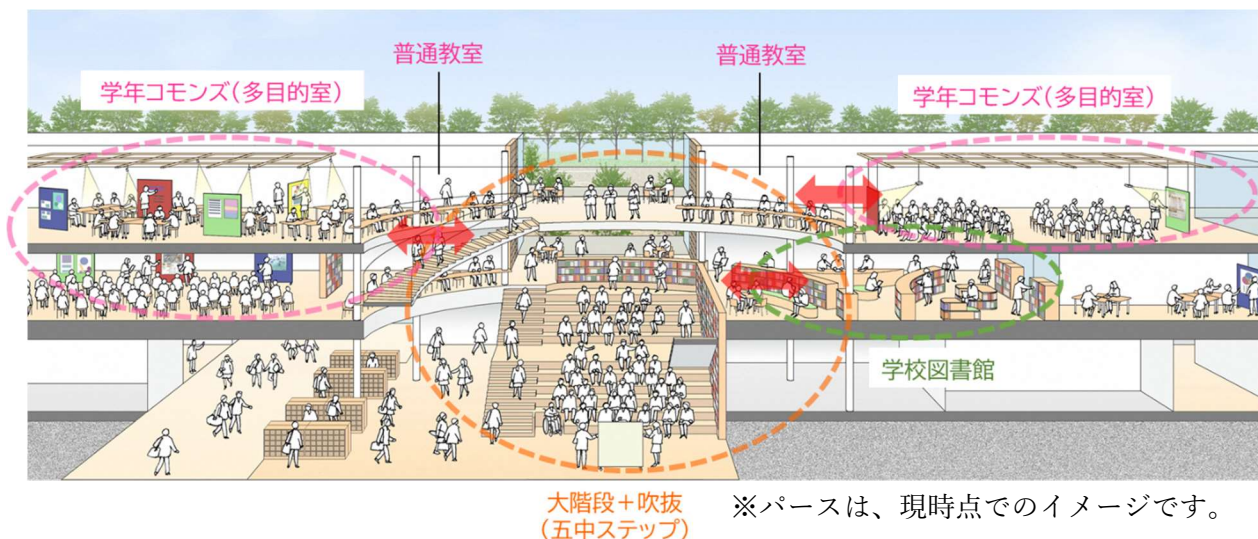 普通教室
普通教室
学年コモンズ(多目的室)
学年コモンズ(多目的室)
学校図書館
大階段+吹抜
(五中ステップ)
※パースは、現時点でのイメージです。